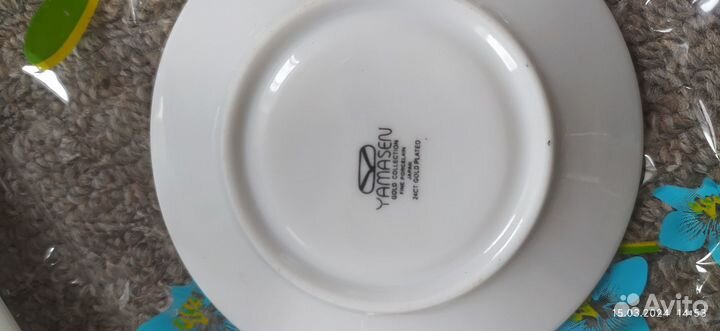 YAMASEN
GOLD COLLECTION
FINE PORCELAIN
JAPAN
24CT GOLD PLATED
15.03.2024 14:53
Avito